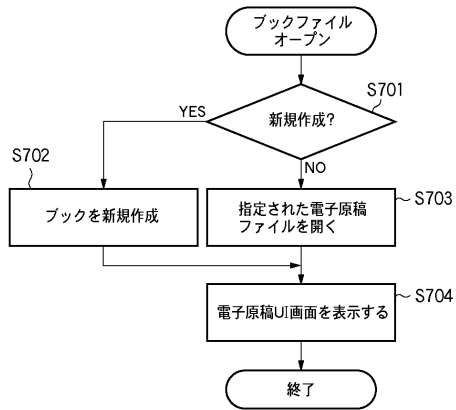 ブックファイル
オープン
S701
新規作成?
YES
NO
S702
ブックを新規作成
S703
指定された電子原稿
ファイルを開く
S704
電子原稿UI画面を表示する
終了